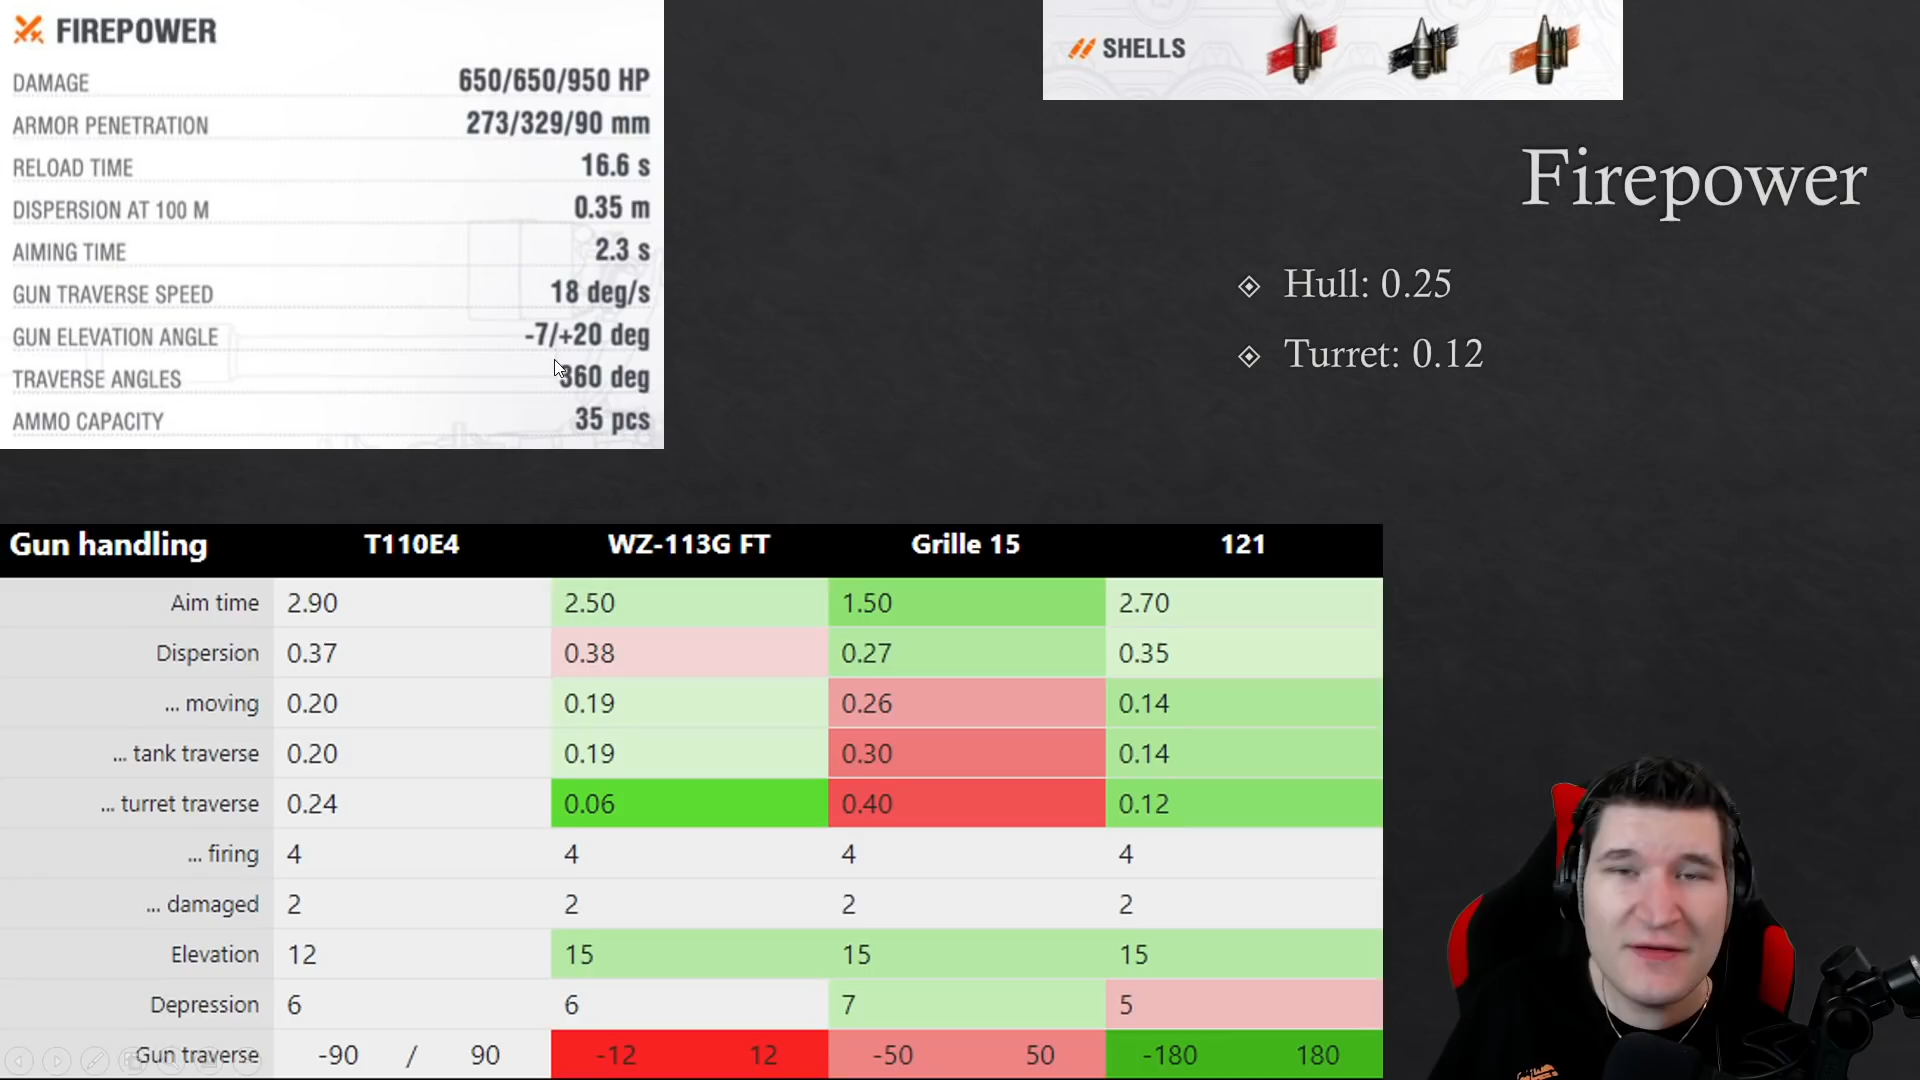 FIREPOWER
DAMAGE 650/650/950 HP
ARMOR PENETRATION 273/329/90 mm
RELOAD TIME 16.6 s
DISPERSION AT 100 M 0.35 m
AIMING TIME 2.3 s
GUN TRAVERSE SPEED 18 deg/s
GUN ELEVATION ANGLE -7/+20 deg
TRAVERSE ANGLES 360 deg
AMMO CAPACITY 35 pcs
SHELLS
Firepower
Hull: 0.25
Turret: 0.12
Gun handling T110E4 WZ-113G FT Grille 15 121
Aim time 2.90 2.50 1.50 2.70
Dispersion 0.37 0.38 0.27 0.35
... moving 0.20 0.19 0.26 0.14
... tank traverse 0.20 0.19 0.30 0.14
... turret traverse 0.24 0.06 0.40 0.12
... firing 4 4 4 4
... damaged 2 2 2 2
Elevation 12 15 15 15
Depression 6 6 7 5
Gun traverse -90 / 90 -12 12 -50 50 -180 180